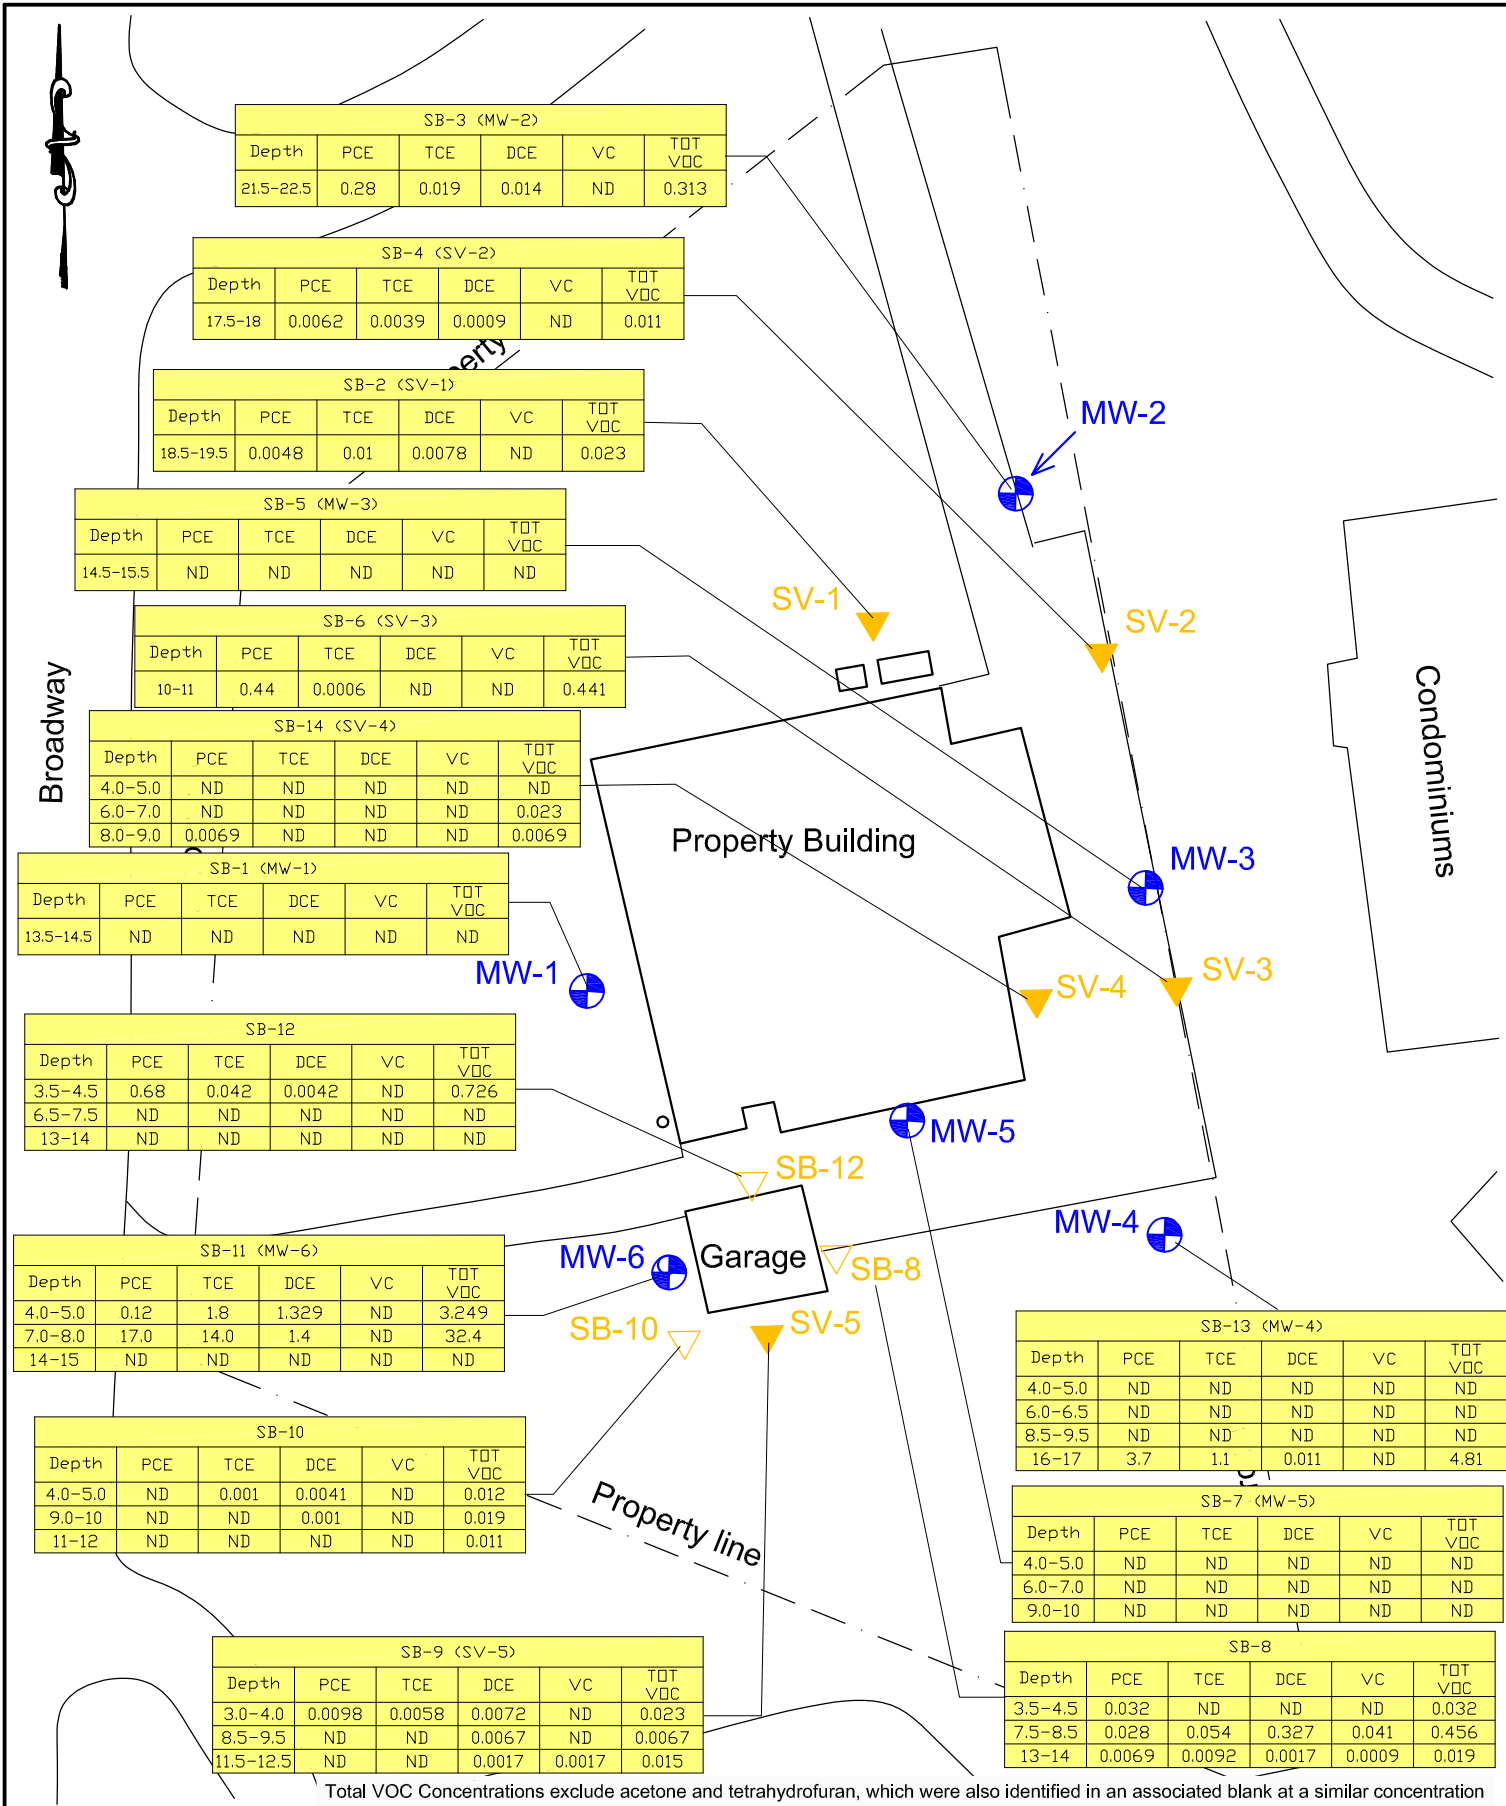 SB-3 (MW-2)
Depth PCE TCE DCE VC TOT VOC
21.5-22.5 0.28 0.019 0.014 ND 0.313
SB-4 (SV-2)
Depth PCE TCE DCE VC TOT VOC
17.5-18 0.0062 0.0039 0.0009 ND 0.011
SB-2 (SV-1)
Depth PCE TCE DCE VC TOT VOC
18.5-19.5 0.0048 0.01 0.0078 ND 0.023
SB-5 (MW-3)
Depth PCE TCE DCE VC TOT VOC
14.5-15.5 ND ND ND ND ND
SB-6 (SV-3)
Depth PCE TCE DCE VC TOT VOC
10-11 0.44 0.0006 ND ND 0.441
SB-14 (SV-4)
Depth PCE TCE DCE VC TOT VOC
4.0-5.0 ND ND ND ND ND
6.0-7.0 ND ND ND ND 0.023
8.0-9.0 0.0069 ND ND ND 0.0069
SB-1 (MW-1)
Depth PCE TCE DCE VC TOT VOC
13.5-14.5 ND ND ND ND ND
SB-12
Depth PCE TCE DCE VC TOT VOC
3.5-4.5 0.68 0.042 0.0042 ND 0.726
6.5-7.5 ND ND ND ND ND
13-14 ND ND ND ND ND
SB-11 (MW-6)
Depth PCE TCE DCE VC TOT VOC
4.0-5.0 0.12 1.8 1.329 ND 3.249
7.0-8.0 17.0 14.0 1.4 ND 32.4
14-15 ND ND ND ND ND
SB-10
Depth PCE TCE DCE VC TOT VOC
4.0-5.0 ND 0.001 0.0041 ND 0.012
9.0-10 ND ND 0.001 ND 0.019
11-12 ND ND ND ND 0.011
SB-9 (SV-5)
Depth PCE TCE DCE VC TOT VOC
3.0-4.0 0.0098 0.0058 0.0072 ND 0.023
8.5-9.5 ND ND 0.0067 ND 0.0067
11.5-12.5 ND ND 0.0017 0.0017 0.015
SB-13 (MW-4)
Depth PCE TCE DCE VC TOT VOC
4.0-5.0 ND ND ND ND ND
6.0-6.5 ND ND ND ND ND
8.5-9.5 ND ND ND ND ND
16-17 3.7 1.1 0.011 ND 4.81
SB-7 (MW-5)
Depth PCE TCE DCE VC TOT VOC
4.0-5.0 ND ND ND ND ND
6.0-7.0 ND ND ND ND ND
9.0-10 ND ND ND ND ND
SB-8
Depth PCE TCE DCE VC TOT VOC
3.5-4.5 0.032 ND ND ND 0.032
7.5-8.5 0.028 0.054 0.327 0.041 0.456
13-14 0.0069 0.0092 0.0017 0.0009 0.019
MW-2
SV-1
SV-2
Broadway
Condominiums
Property Building
MW-3
MW-1
SV-4
SV-3
MW-5
SB-12
MW-4
MW-6
Garage
SB-8
SB-10
SV-5
Property line
Total VOC Concentrations exclude acetone and tetrahydrofuran, which were also identified in an associated blank at a similar concentration